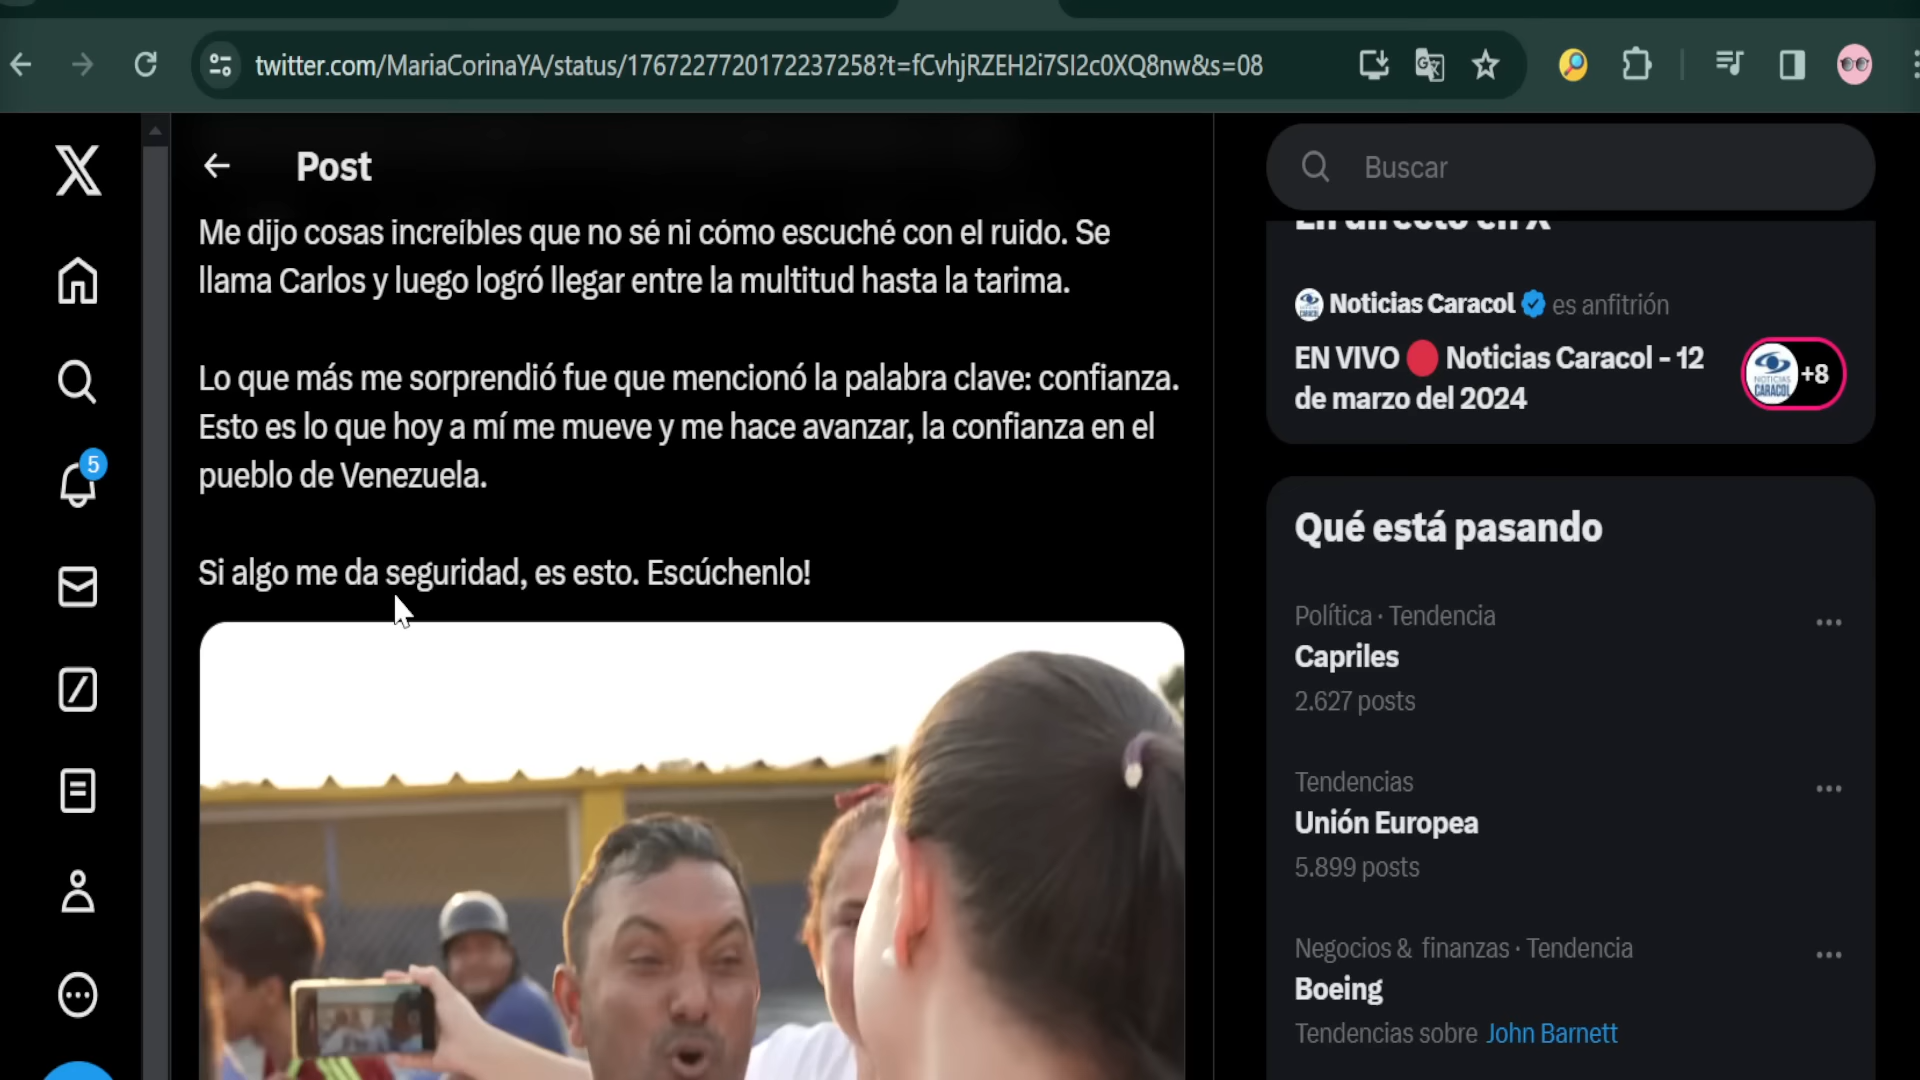 twitter.com/MariaCorinaYA/status/1767227720172237258?t=fCvhjRZEH2i7SI2c0XQ8nw&s=08
Post
Me dijo cosas increíbles que no sé ni cómo escuché con el ruido. Se
llama Carlos y luego logró llegar entre la multitud hasta la tarima.
Lo que más me sorprendió fue que mencionó la palabra clave: confianza.
Esto es lo que hoy a mí me mueve y me hace avanzar, la confianza en el
pueblo de Venezuela.
Si algo me da seguridad, es esto. Escúchenlo!
5
Buscar
En directo en X
Noticias Caracol es anfitrión
EN VIVO 🔴 Noticias Caracol - 12
de marzo del 2024
NOTICIAS
CARACOL
+8
Qué está pasando
Política · Tendencia
Capriles
2.627 posts
Tendencias
Unión Europea
5.899 posts
Negocios & finanzas · Tendencia
Boeing
Tendencias sobre John Barnett